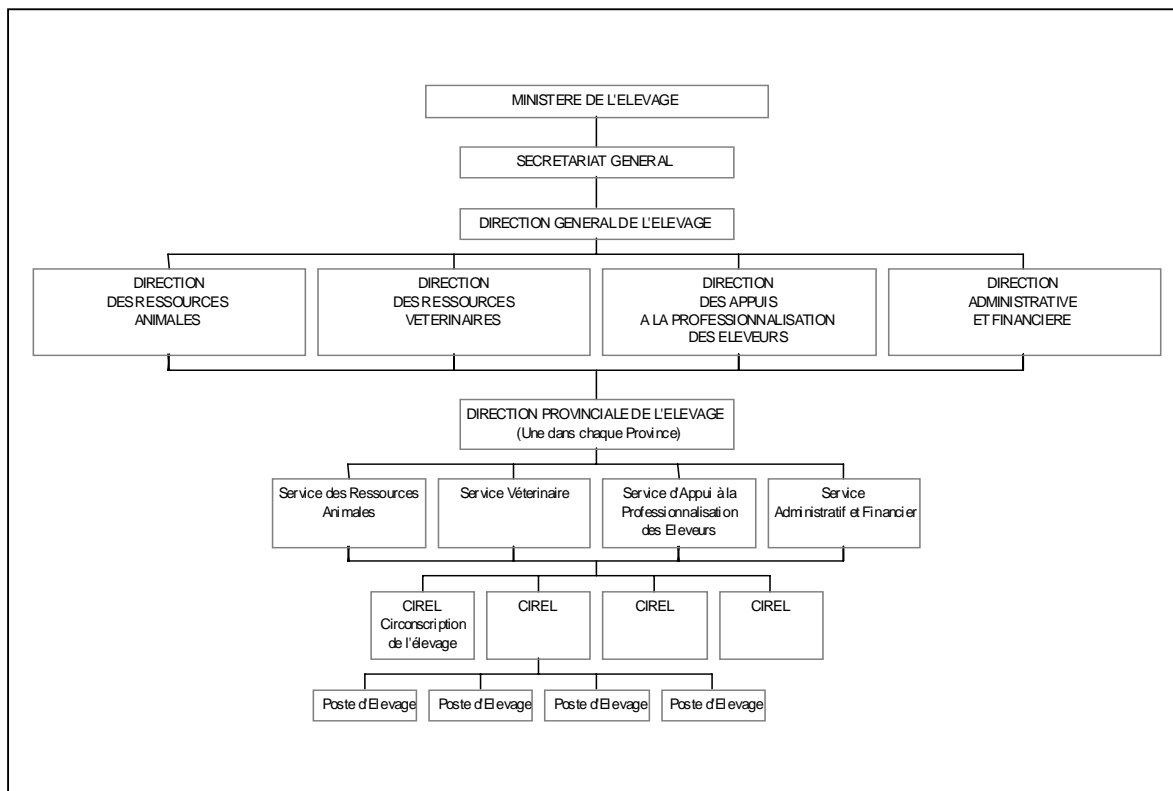 MINISTERE DE L'ELEVAGE
SECRETARIAT GENERAL
DIRECTION GENERAL DE L'ELEVAGE
DIRECTION
DES RESSOURCES
ANIMALES
DIRECTION
DES RESSOURCES
VETERINAIRES
DIRECTION
DES APPUIS
A LA PROFESSIONNALISATION
DES ELEVEURS
DIRECTION
ADMINISTRATIVE
ET FINANCIERE
DIRECTION PROVINCIALE DE L'ELEVAGE
(Une dans chaque Province)
Service des Ressources
Animales
Service Véterinaire
Service d'Appui à la
Professionnalisation
des Eleveurs
Service
Administratif et Financier
CIREL
Circonscription
de l'élevage
CIREL
CIREL
CIREL
Poste d'Elevage
Poste d'Elevage
Poste d'Elevage
Poste d'Elevage